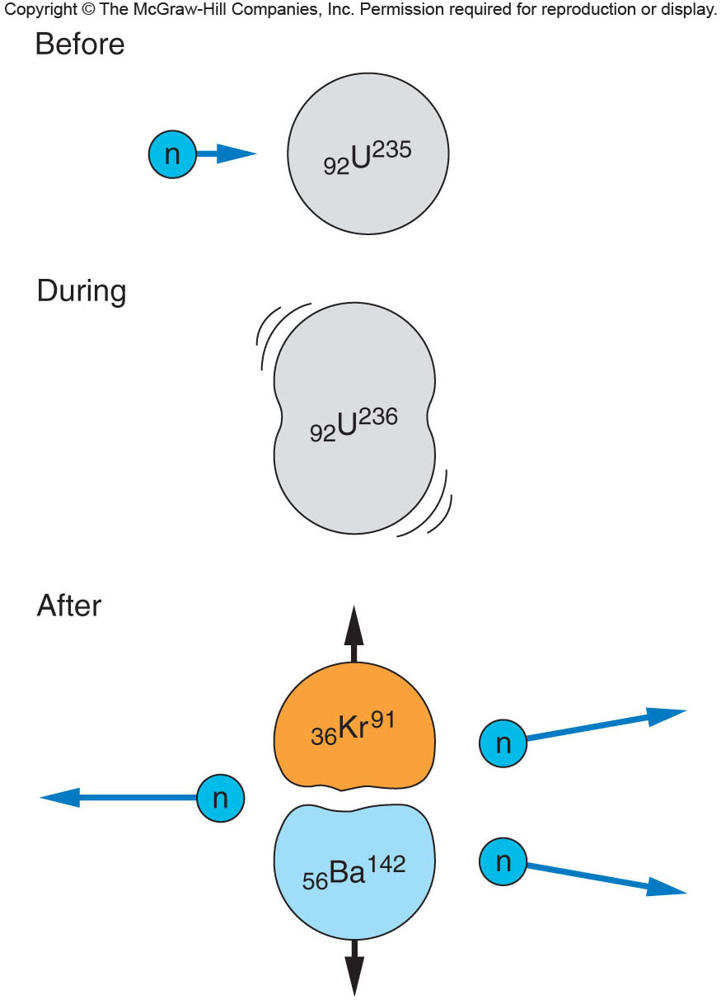 Copyright © The McGraw-Hill Companies, Inc. Permission required for reproduction or display.
Before
n
₉₂U²³⁵
During
₉₂U²³⁶
After
₃₆Kr⁹¹
n
n
₅₆Ba¹⁴²
n